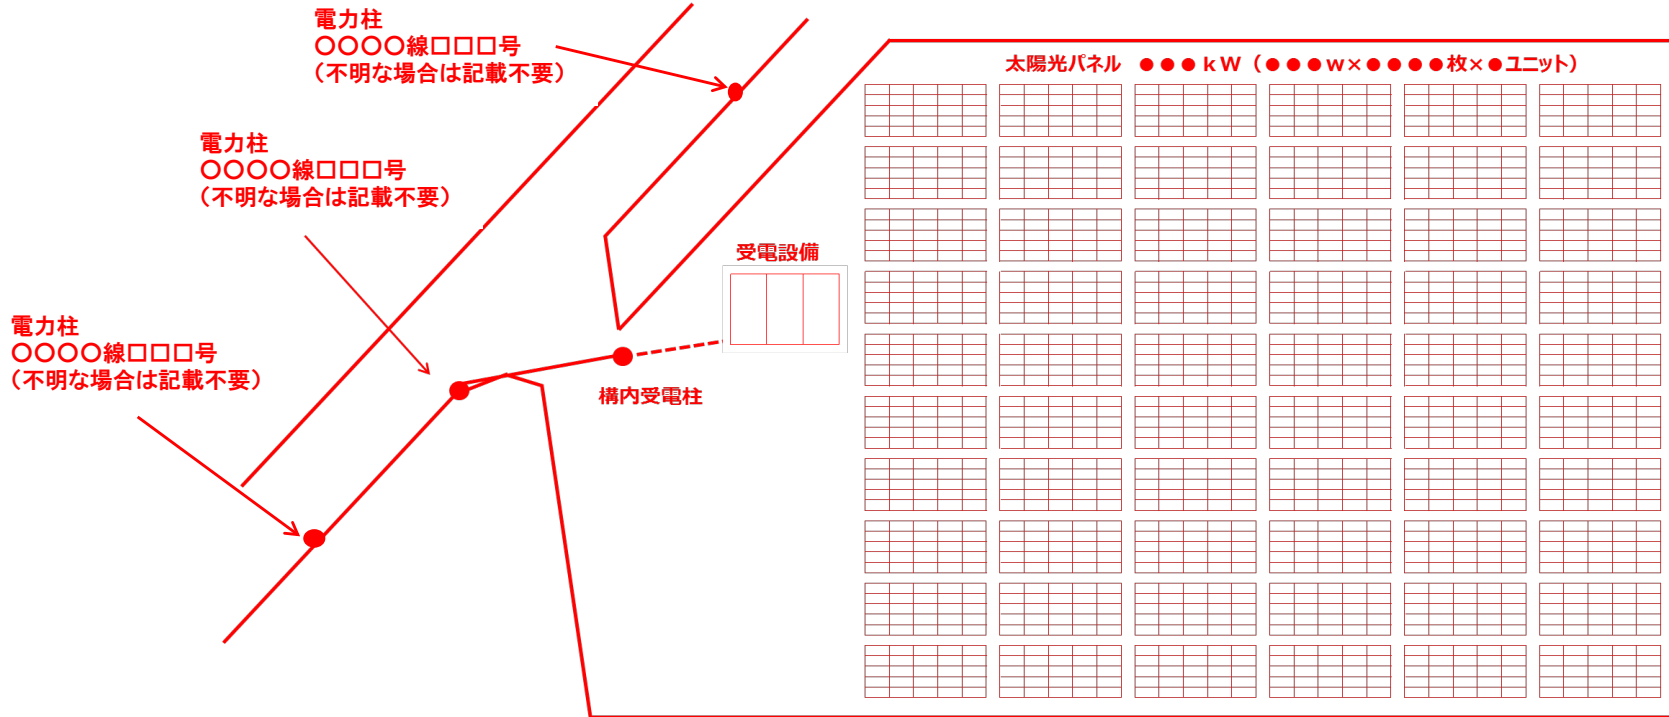 電力柱
〇〇〇〇線□□□号
（不明な場合は記載不要）
電力柱
〇〇〇〇線□□□号
（不明な場合は記載不要）
電力柱
〇〇〇〇線□□□号
（不明な場合は記載不要）
太陽光パネル ●●●ｋＷ（●●●ｗ×●●●●枚×●ユニット）
受電設備
構内受電柱